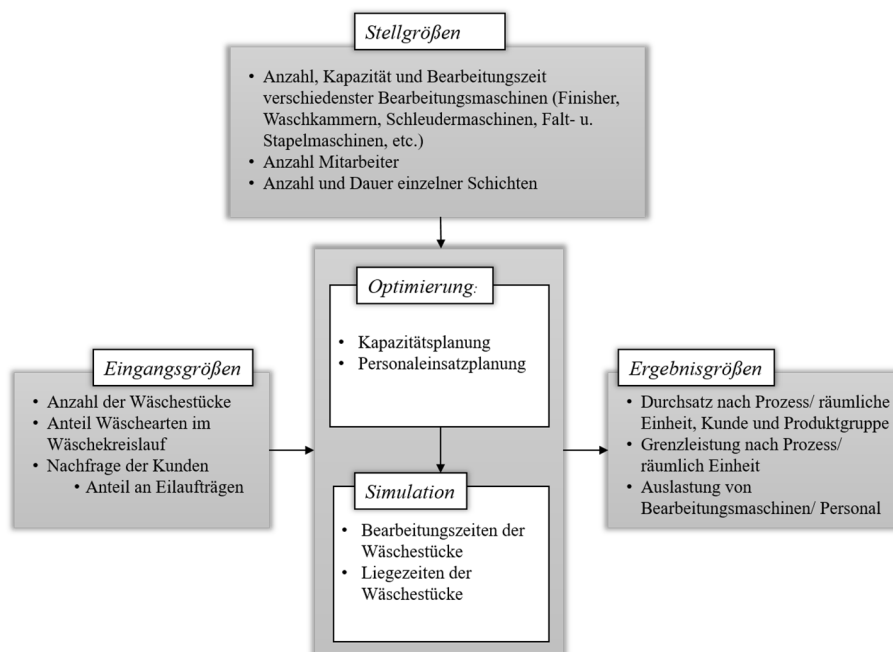 Stellgrößen
• Anzahl, Kapazität und Bearbeitungszeit
verschiedenster Bearbeitungsmaschinen (Finisher,
Waschkammern, Schleudermaschinen, Falt- u.
Stapelmaschinen, etc.)
• Anzahl Mitarbeiter
• Anzahl und Dauer einzelner Schichten
Eingangsgrößen
• Anzahl der Wäschestücke
• Anteil Wäschearten im
Wäschekreislauf
• Nachfrage der Kunden
• Anteil an Eilaufträgen
Optimierung:
• Kapazitätsplanung
• Personaleinsatzplanung
Simulation
• Bearbeitungszeiten der
Wäschestücke
• Liegezeiten der
Wäschestücke
Ergebnisgrößen
• Durchsatz nach Prozess/ räumliche
Einheit, Kunde und Produktgruppe
• Grenzleistung nach Prozess/
räumlich Einheit
• Auslastung von
Bearbeitungsmaschinen/ Personal